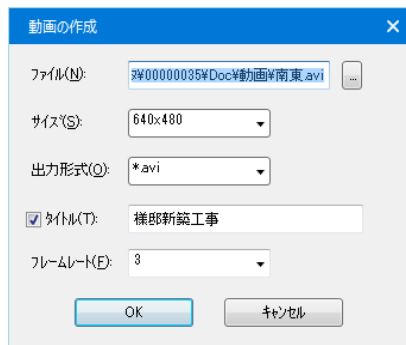 動画の作成
ファイル(N): ﾀ¥00000035¥Doc¥動画¥南東.avi ...
サイズ(S): 640x480
出力形式(O): *.avi
タイトル(T): 様邸新築工事
フレームレート(F): 3
OK キャンセル